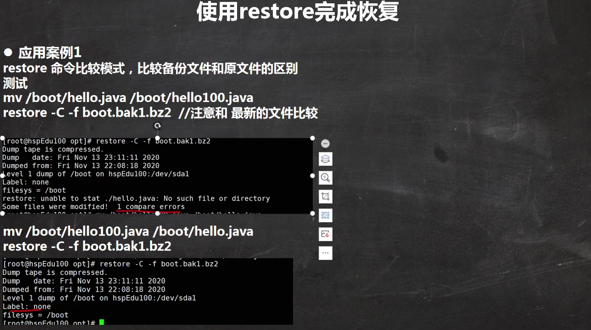 使用restore完成恢复
● 应用案例1
restore 命令比较模式，比较备份文件和原文件的区别
测试
mv /boot/hello.java /boot/hello100.java
restore -C -f boot.bak1.bz2  //注意和 最新的文件比较
[root@hspEdu100 opt]# restore -C -f boot.bak1.bz2
Dump tape is compressed.
Dump   date: Fri Nov 13 23:11:11 2020
Dumped from: Fri Nov 13 22:08:18 2020
Level 1 dump of /boot on hspEdu100:/dev/sda1
Label: none
filesys = /boot
restore: unable to stat ./hello.java: No such file or directory
Some files were modified!  1 compare errors
mv /boot/hello100.java /boot/hello.java
restore -C -f boot.bak1.bz2
[root@hspEdu100 opt]# restore -C -f boot.bak1.bz2
Dump tape is compressed.
Dump   date: Fri Nov 13 23:11:11 2020
Dumped from: Fri Nov 13 22:08:18 2020
Level 1 dump of /boot on hspEdu100:/dev/sda1
Label: none
filesys = /boot
[root@hspEdu100 opt]#